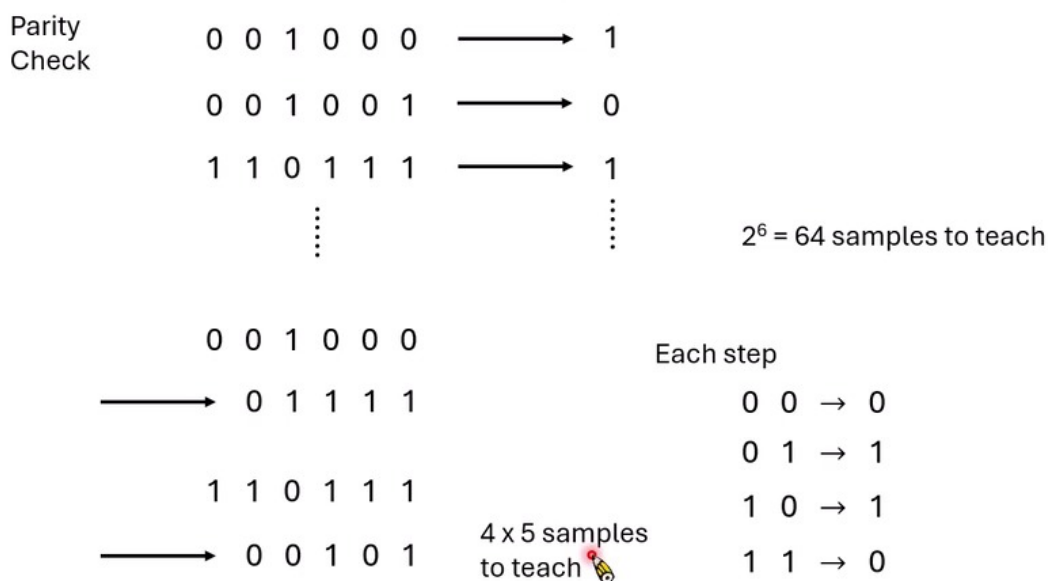 Parity
Check
0 0 1 0 0 0 → 1
0 0 1 0 0 1 → 0
1 1 0 1 1 1 → 1
2⁶ = 64 samples to teach
0 0 1 0 0 0
→ 0 1 1 1 1
1 1 0 1 1 1
→ 0 0 1 0 1
4 x 5 samples
to teach
Each step
0 0 → 0
0 1 → 1
1 0 → 1
1 1 → 0